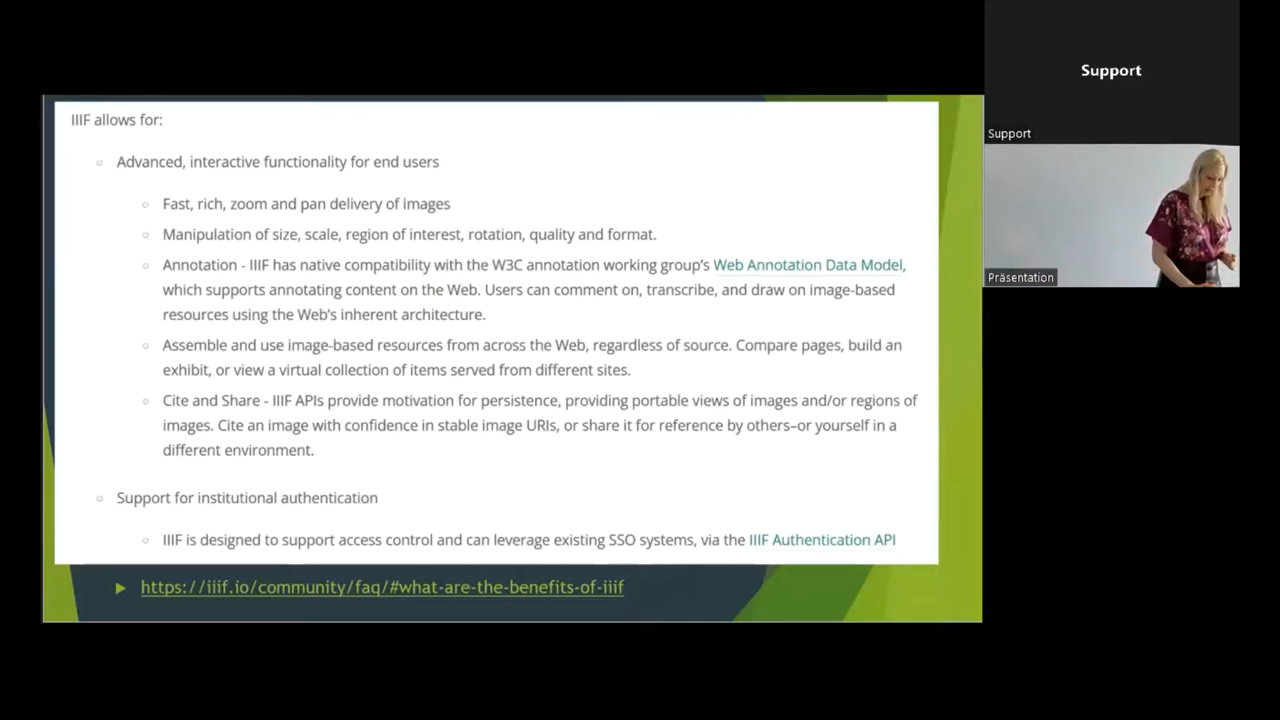 IIIF allows for:
Advanced, interactive functionality for end users
Fast, rich, zoom and pan delivery of images
Manipulation of size, scale, region of interest, rotation, quality and format.
Annotation - IIIF has native compatibility with the W3C annotation working group's Web Annotation Data Model,
which supports annotating content on the Web. Users can comment on, transcribe, and draw on image-based
resources using the Web's inherent architecture.
Assemble and use image-based resources from across the Web, regardless of source. Compare pages, build an
exhibit, or view a virtual collection of items served from different sites.
Cite and Share - IIIF APIs provide motivation for persistence, providing portable views of images and/or regions of
images. Cite an image with confidence in stable image URIs, or share it for reference by others–or yourself in a
different environment.
Support for institutional authentication
IIIF is designed to support access control and can leverage existing SSO systems, via the IIIF Authentication API
https://iiif.io/community/faq/#what-are-the-benefits-of-iiif
Support
Support
Präsentation